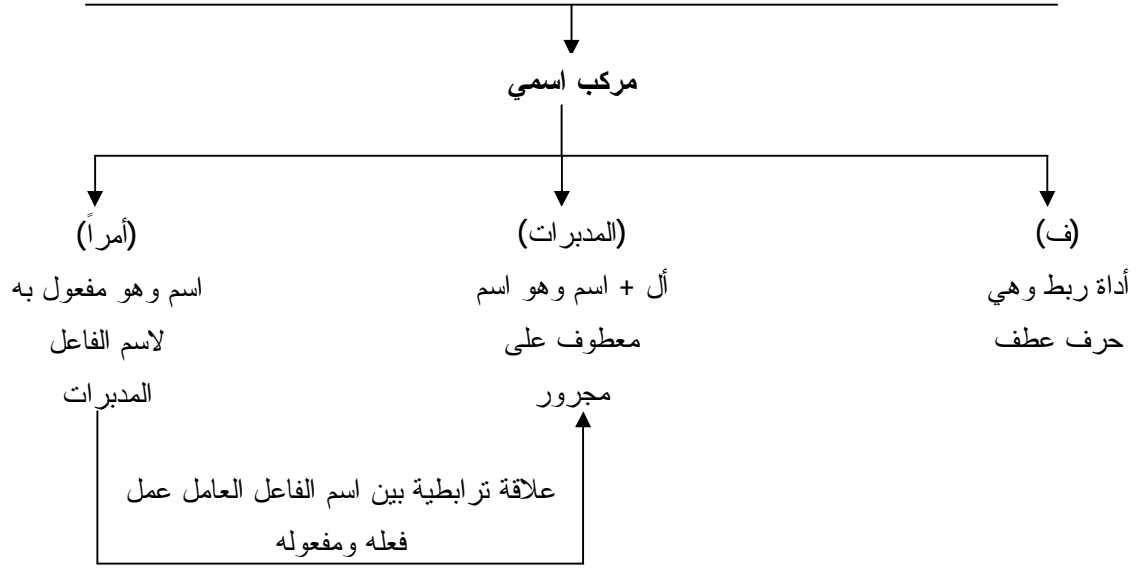 مركب اسمي
(ف)
أداة ربط وهي
حرف عطف
(المدبرات)
أل + اسم وهو اسم
معطوف على
مجرور
(أمراً)
اسم وهو مفعول به
لاسم الفاعل
المدبرات
علاقة ترابطية بين اسم الفاعل العامل عمل
فعله ومفعوله